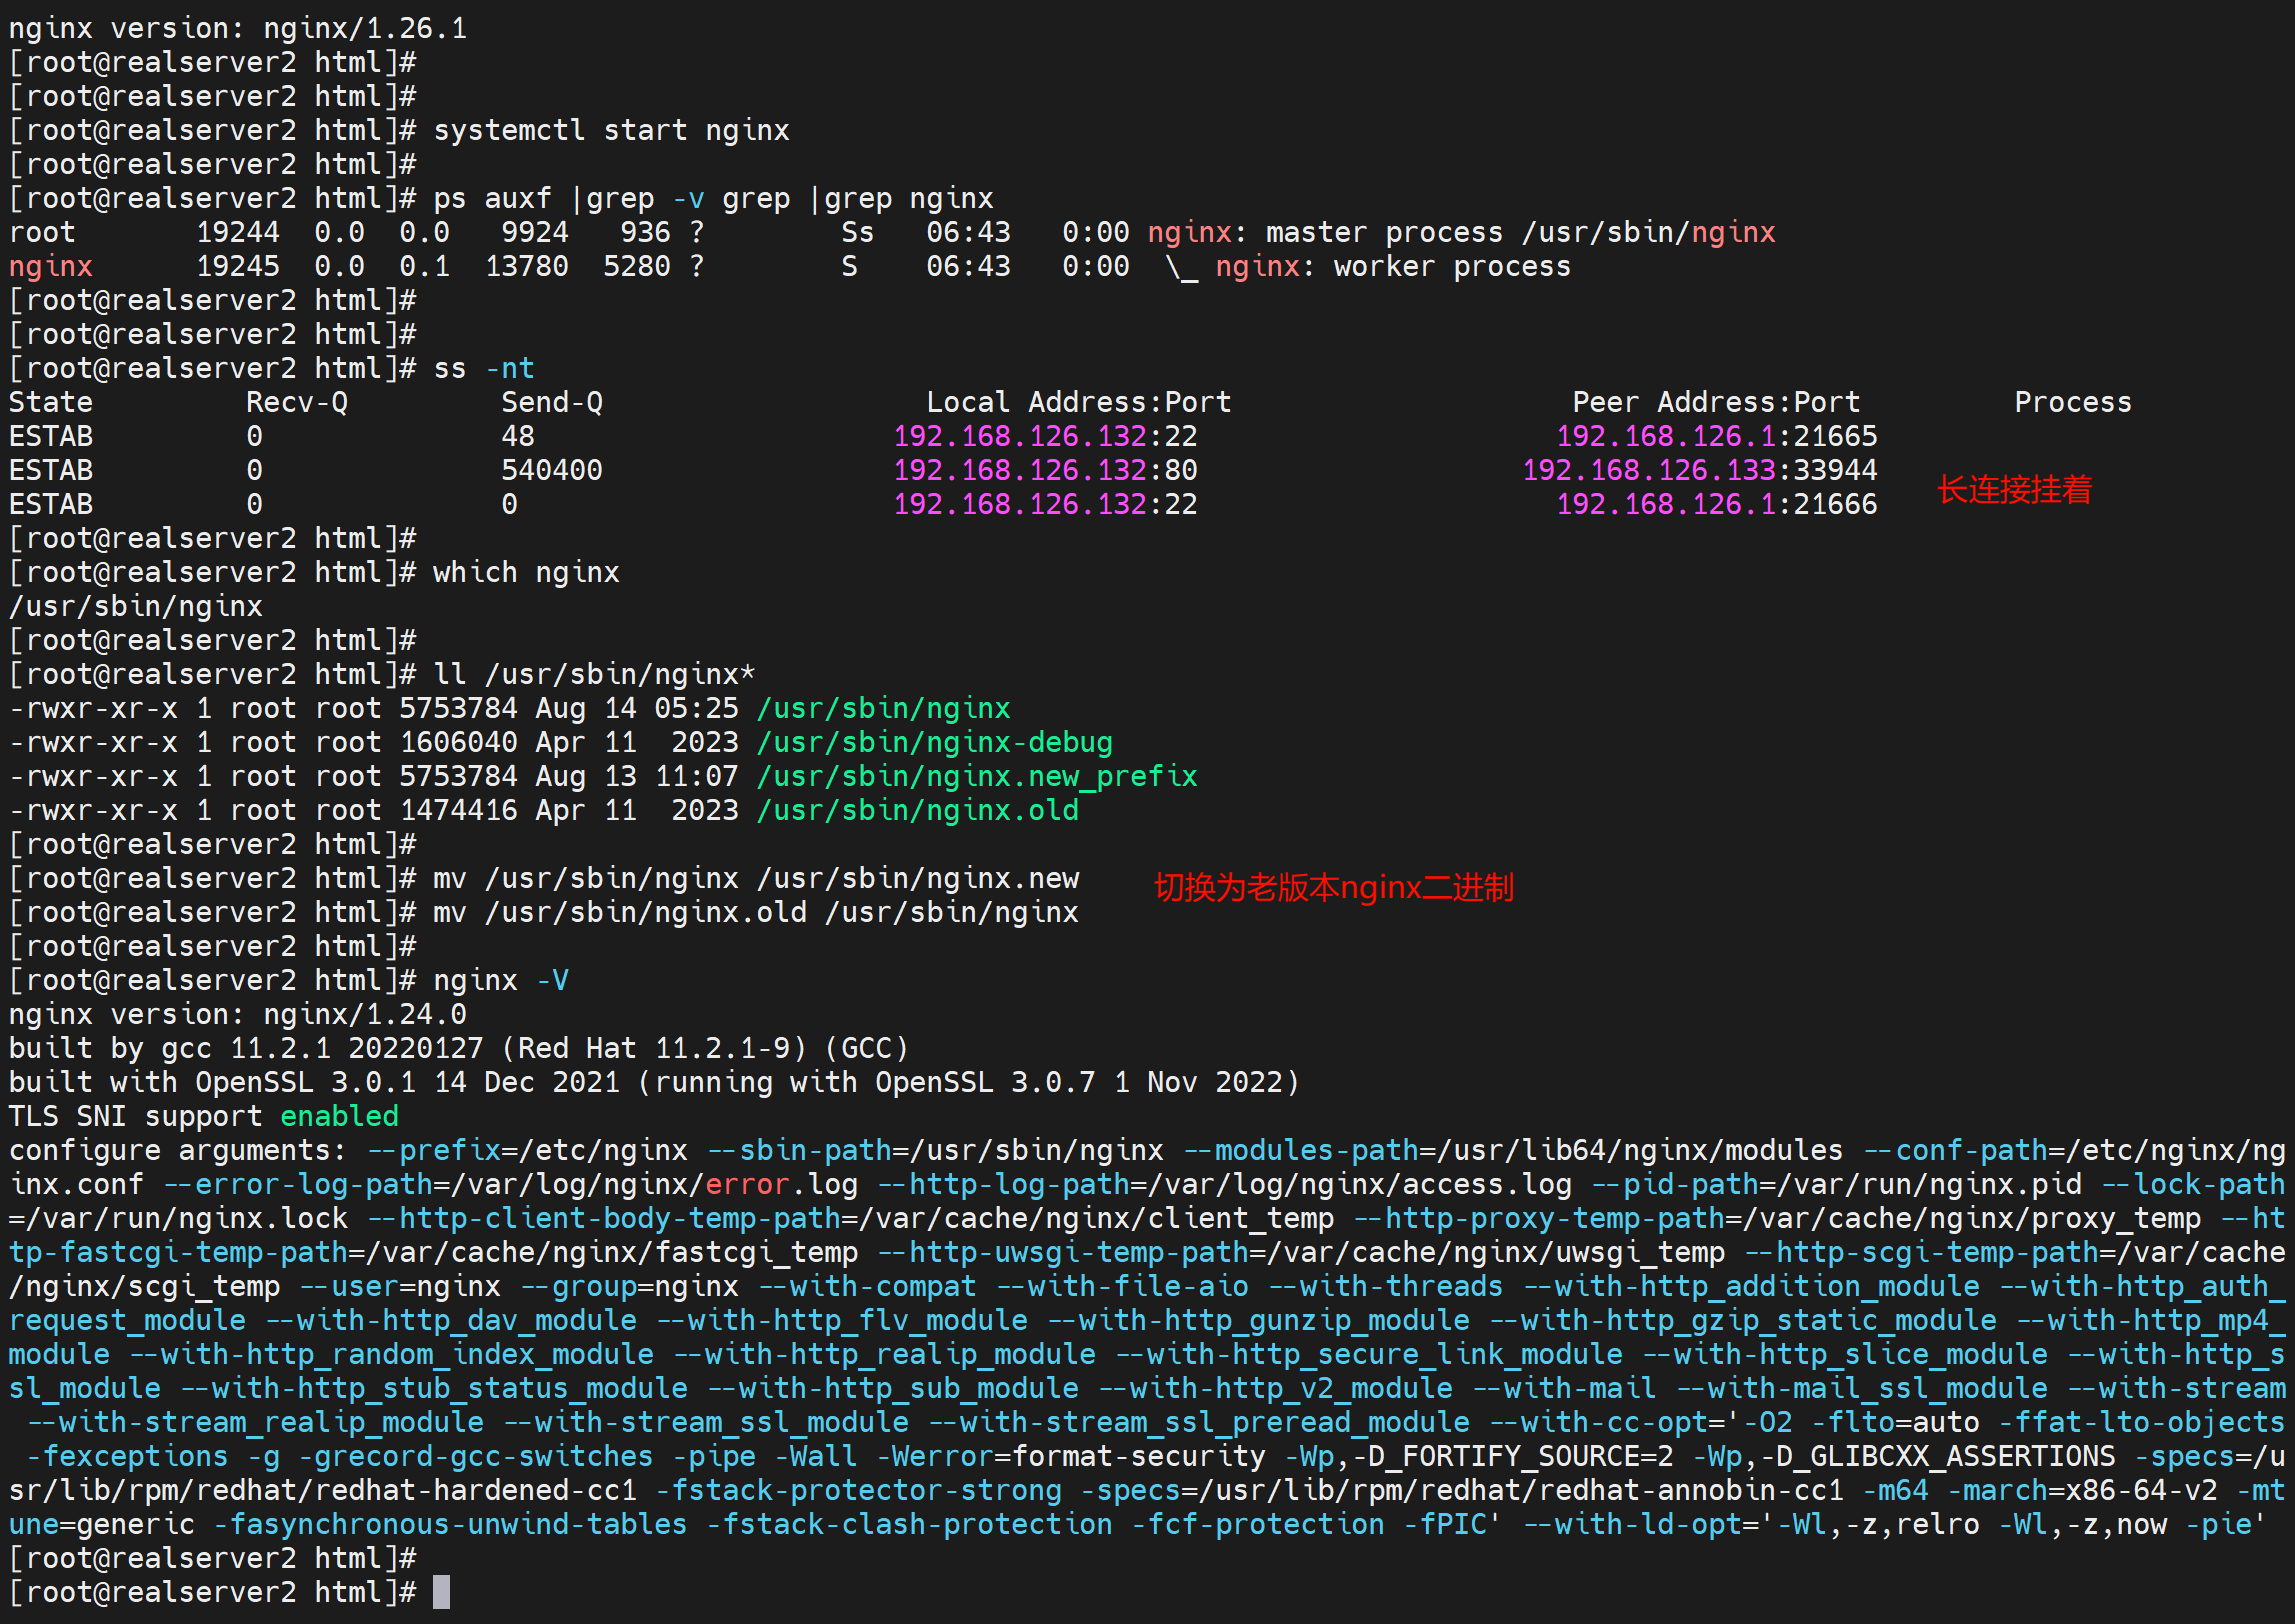 nginx version: nginx/1.26.1
[root@realserver2 html]#
[root@realserver2 html]#
[root@realserver2 html]# systemctl start nginx
[root@realserver2 html]#
[root@realserver2 html]# ps auxf |grep -v grep |grep nginx
root       19244  0.0  0.0   9924   936 ?        Ss   06:43   0:00 nginx: master process /usr/sbin/nginx
nginx      19245  0.0  0.1  13780  5280 ?        S    06:43   0:00  \_ nginx: worker process
[root@realserver2 html]#
[root@realserver2 html]#
[root@realserver2 html]# ss -nt
State         Recv-Q         Send-Q                   Local Address:Port                    Peer Address:Port         Process
ESTAB         0              48                     192.168.126.132:22                     192.168.126.1:21665
ESTAB         0              540400                 192.168.126.132:80                   192.168.126.133:33944
长连接挂着
ESTAB         0              0                      192.168.126.132:22                     192.168.126.1:21666
[root@realserver2 html]#
[root@realserver2 html]# which nginx
/usr/sbin/nginx
[root@realserver2 html]#
[root@realserver2 html]# ll /usr/sbin/nginx*
-rwxr-xr-x 1 root root 5753784 Aug 14 05:25 /usr/sbin/nginx
-rwxr-xr-x 1 root root 1606040 Apr 11  2023 /usr/sbin/nginx-debug
-rwxr-xr-x 1 root root 5753784 Aug 13 11:07 /usr/sbin/nginx.new_prefix
-rwxr-xr-x 1 root root 1474416 Apr 11  2023 /usr/sbin/nginx.old
[root@realserver2 html]#
[root@realserver2 html]# mv /usr/sbin/nginx /usr/sbin/nginx.new
切换为老版本nginx二进制
[root@realserver2 html]# mv /usr/sbin/nginx.old /usr/sbin/nginx
[root@realserver2 html]#
[root@realserver2 html]# nginx -V
nginx version: nginx/1.24.0
built by gcc 11.2.1 20220127 (Red Hat 11.2.1-9) (GCC)
built with OpenSSL 3.0.1 14 Dec 2021 (running with OpenSSL 3.0.7 1 Nov 2022)
TLS SNI support enabled
configure arguments: --prefix=/etc/nginx --sbin-path=/usr/sbin/nginx --modules-path=/usr/lib64/nginx/modules --conf-path=/etc/nginx/ng
inx.conf --error-log-path=/var/log/nginx/error.log --http-log-path=/var/log/nginx/access.log --pid-path=/var/run/nginx.pid --lock-path
=/var/run/nginx.lock --http-client-body-temp-path=/var/cache/nginx/client_temp --http-proxy-temp-path=/var/cache/nginx/proxy_temp --ht
tp-fastcgi-temp-path=/var/cache/nginx/fastcgi_temp --http-uwsgi-temp-path=/var/cache/nginx/uwsgi_temp --http-scgi-temp-path=/var/cache
/nginx/scgi_temp --user=nginx --group=nginx --with-compat --with-file-aio --with-threads --with-http_addition_module --with-http_auth_
request_module --with-http_dav_module --with-http_flv_module --with-http_gunzip_module --with-http_gzip_static_module --with-http_mp4_
module --with-http_random_index_module --with-http_realip_module --with-http_secure_link_module --with-http_slice_module --with-http_s
sl_module --with-http_stub_status_module --with-http_sub_module --with-http_v2_module --with-mail --with-mail_ssl_module --with-stream
 --with-stream_realip_module --with-stream_ssl_module --with-stream_ssl_preread_module --with-cc-opt='-O2 -flto=auto -ffat-lto-objects
 -fexceptions -g -grecord-gcc-switches -pipe -Wall -Werror=format-security -Wp,-D_FORTIFY_SOURCE=2 -Wp,-D_GLIBCXX_ASSERTIONS -specs=/u
sr/lib/rpm/redhat/redhat-hardened-cc1 -fstack-protector-strong -specs=/usr/lib/rpm/redhat/redhat-annobin-cc1 -m64 -march=x86-64-v2 -mt
une=generic -fasynchronous-unwind-tables -fstack-clash-protection -fcf-protection -fPIC' --with-ld-opt='-Wl,-z,relro -Wl,-z,now -pie'
[root@realserver2 html]#
[root@realserver2 html]#